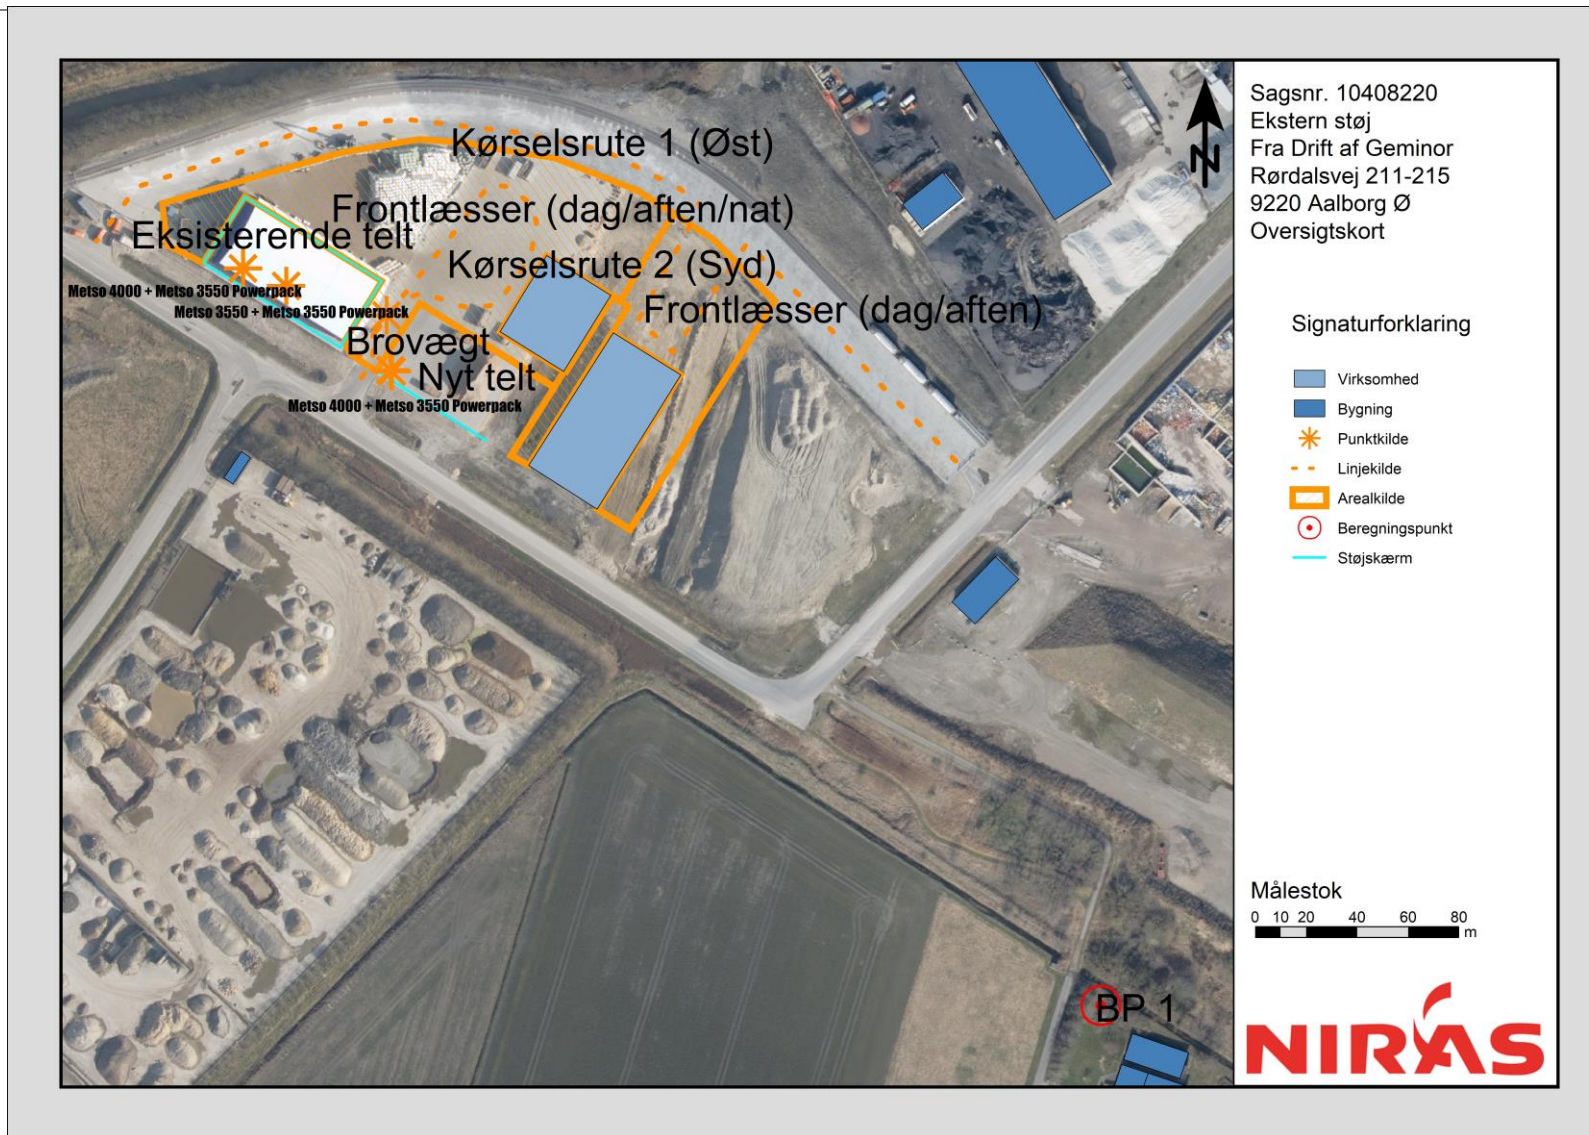 Kørselsrute 1 (Øst)
Frontlæsser (dag/aften/nat)
Eksisterende telt
Kørselsrute 2 (Syd)
Metso 4000 + Metso 3550 Powerpack
Metso 3550 + Metso 3550 Powerpack
Frontlæsser (dag/aften)
Brovægt
Nyt telt
Metso 4000 + Metso 3550 Powerpack
BP 1
N
Sagsnr. 10408220
Ekstern støj
Fra Drift af Geminor
Rørdalsvej 211-215
9220 Aalborg Ø
Oversigtskort
Signaturforklaring
Virksomhed
Bygning
Punktkilde
Linjekilde
Arealkilde
Beregningspunkt
Støjskærm
Målestok
0 10 20 40 60 80
m
NIRAS